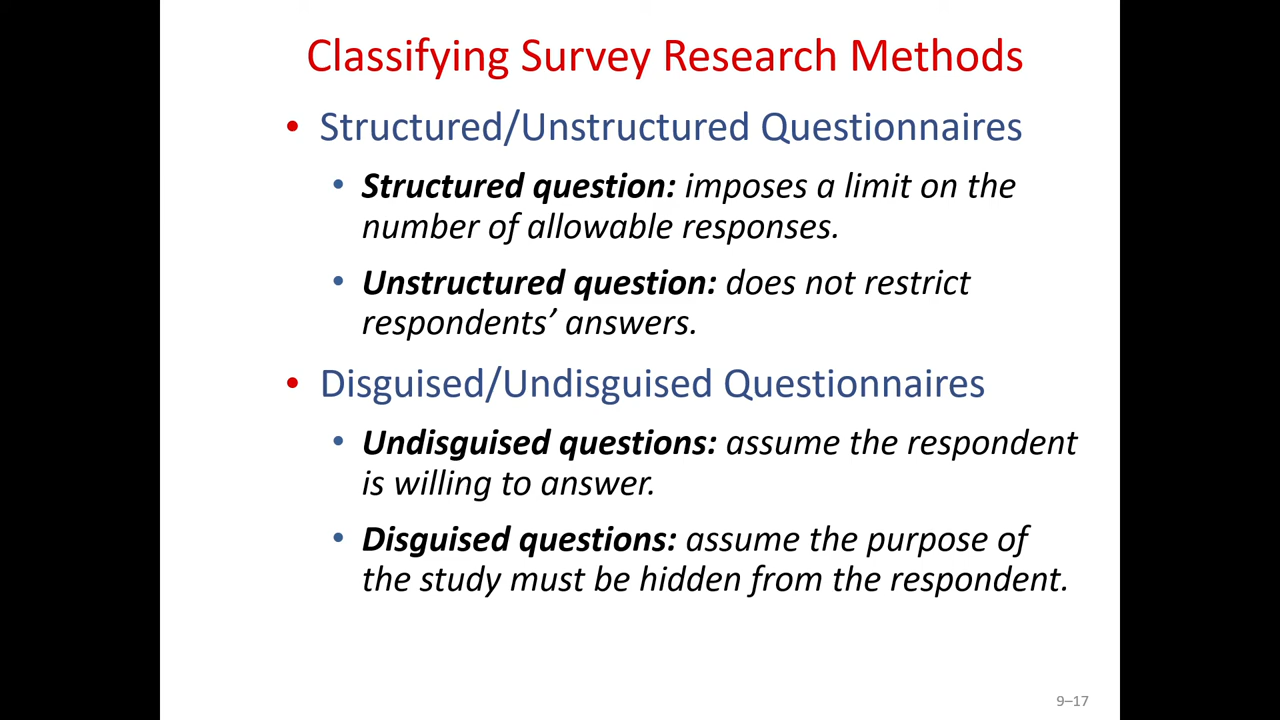 Classifying Survey Research Methods
• Structured/Unstructured Questionnaires
• Structured question: imposes a limit on the
number of allowable responses.
• Unstructured question: does not restrict
respondents’ answers.
• Disguised/Undisguised Questionnaires
• Undisguised questions: assume the respondent
is willing to answer.
• Disguised questions: assume the purpose of
the study must be hidden from the respondent.
9–17